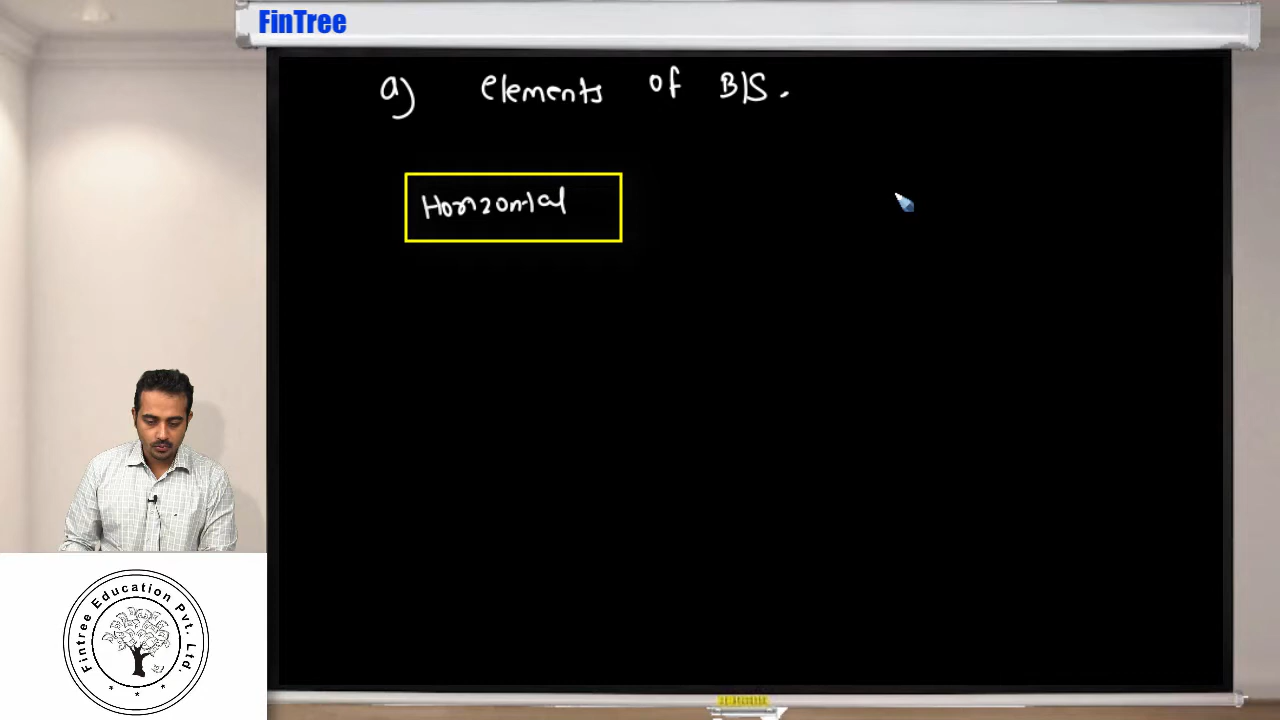 FinTree
a) elements of B/S.
Horizontal
Fintree Education Pvt. Ltd.